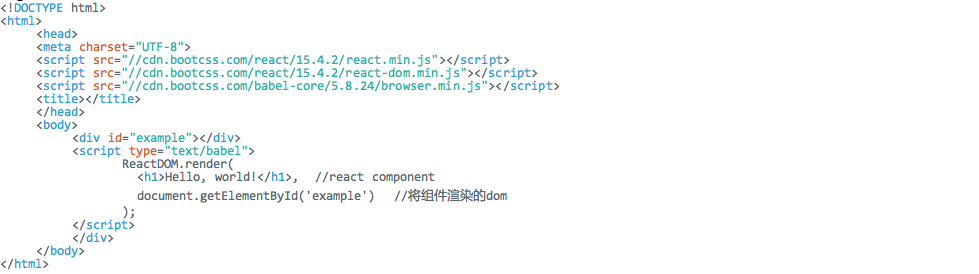 <!DOCTYPE html>
<html>
<head>
<meta charset="UTF-8">
<script src="//cdn.bootcss.com/react/15.4.2/react.min.js"></script>
<script src="//cdn.bootcss.com/react/15.4.2/react-dom.min.js"></script>
<script src="//cdn.bootcss.com/babel-core/5.8.24/browser.min.js"></script>
<title></title>
</head>
<body>
<div id="example"></div>
<script type="text/babel">
ReactDOM.render(
<h1>Hello, world!</h1>, //react component
document.getElementById('example') //将组件渲染的dom
);
</script>
</div>
</body>
</html>